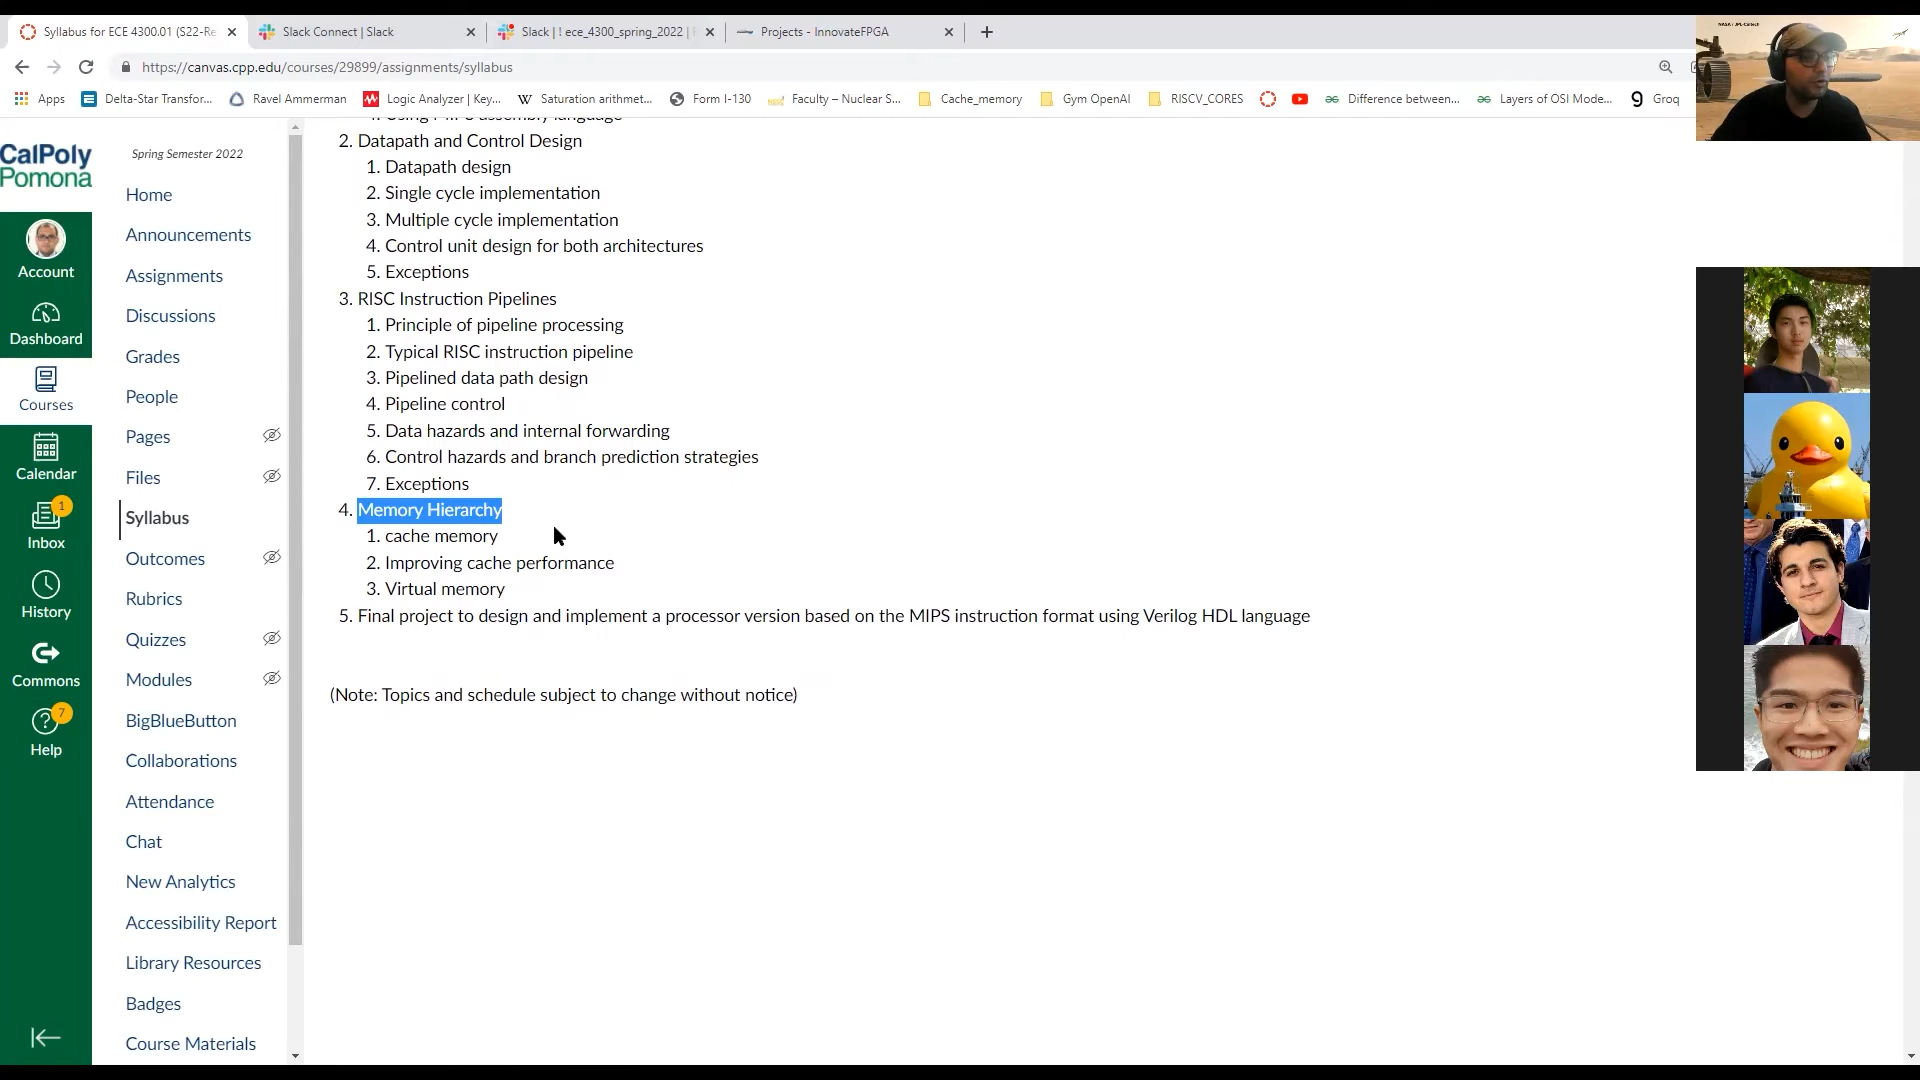 Syllabus for ECE 4300.01 (S22-Re
Slack Connect | Slack
Slack | ! ece_4300_spring_2022 |
Projects - InnovateFPGA
https://canvas.cpp.edu/courses/29899/assignments/syllabus
Apps
Delta-Star Transfor...
Ravel Ammerman
Logic Analyzer | Key...
Saturation arithmet...
Form I-130
Faculty – Nuclear S...
Cache_memory
Gym OpenAI
RISCV_CORES
Difference between...
Layers of OSI Mode...
Groq
NASA / JPL-Caltech
CalPoly
Pomona
Account
Dashboard
Courses
Calendar
1
Inbox
History
Commons
7
Help
Spring Semester 2022
Home
Announcements
Assignments
Discussions
Grades
People
Pages
Files
Syllabus
Outcomes
Rubrics
Quizzes
Modules
BigBlueButton
Collaborations
Attendance
Chat
New Analytics
Accessibility Report
Library Resources
Badges
Course Materials
1. Using MIPS assembly language
2. Datapath and Control Design
1. Datapath design
2. Single cycle implementation
3. Multiple cycle implementation
4. Control unit design for both architectures
5. Exceptions
3. RISC Instruction Pipelines
1. Principle of pipeline processing
2. Typical RISC instruction pipeline
3. Pipelined data path design
4. Pipeline control
5. Data hazards and internal forwarding
6. Control hazards and branch prediction strategies
7. Exceptions
4. Memory Hierarchy
1. cache memory
2. Improving cache performance
3. Virtual memory
5. Final project to design and implement a processor version based on the MIPS instruction format using Verilog HDL language
(Note: Topics and schedule subject to change without notice)